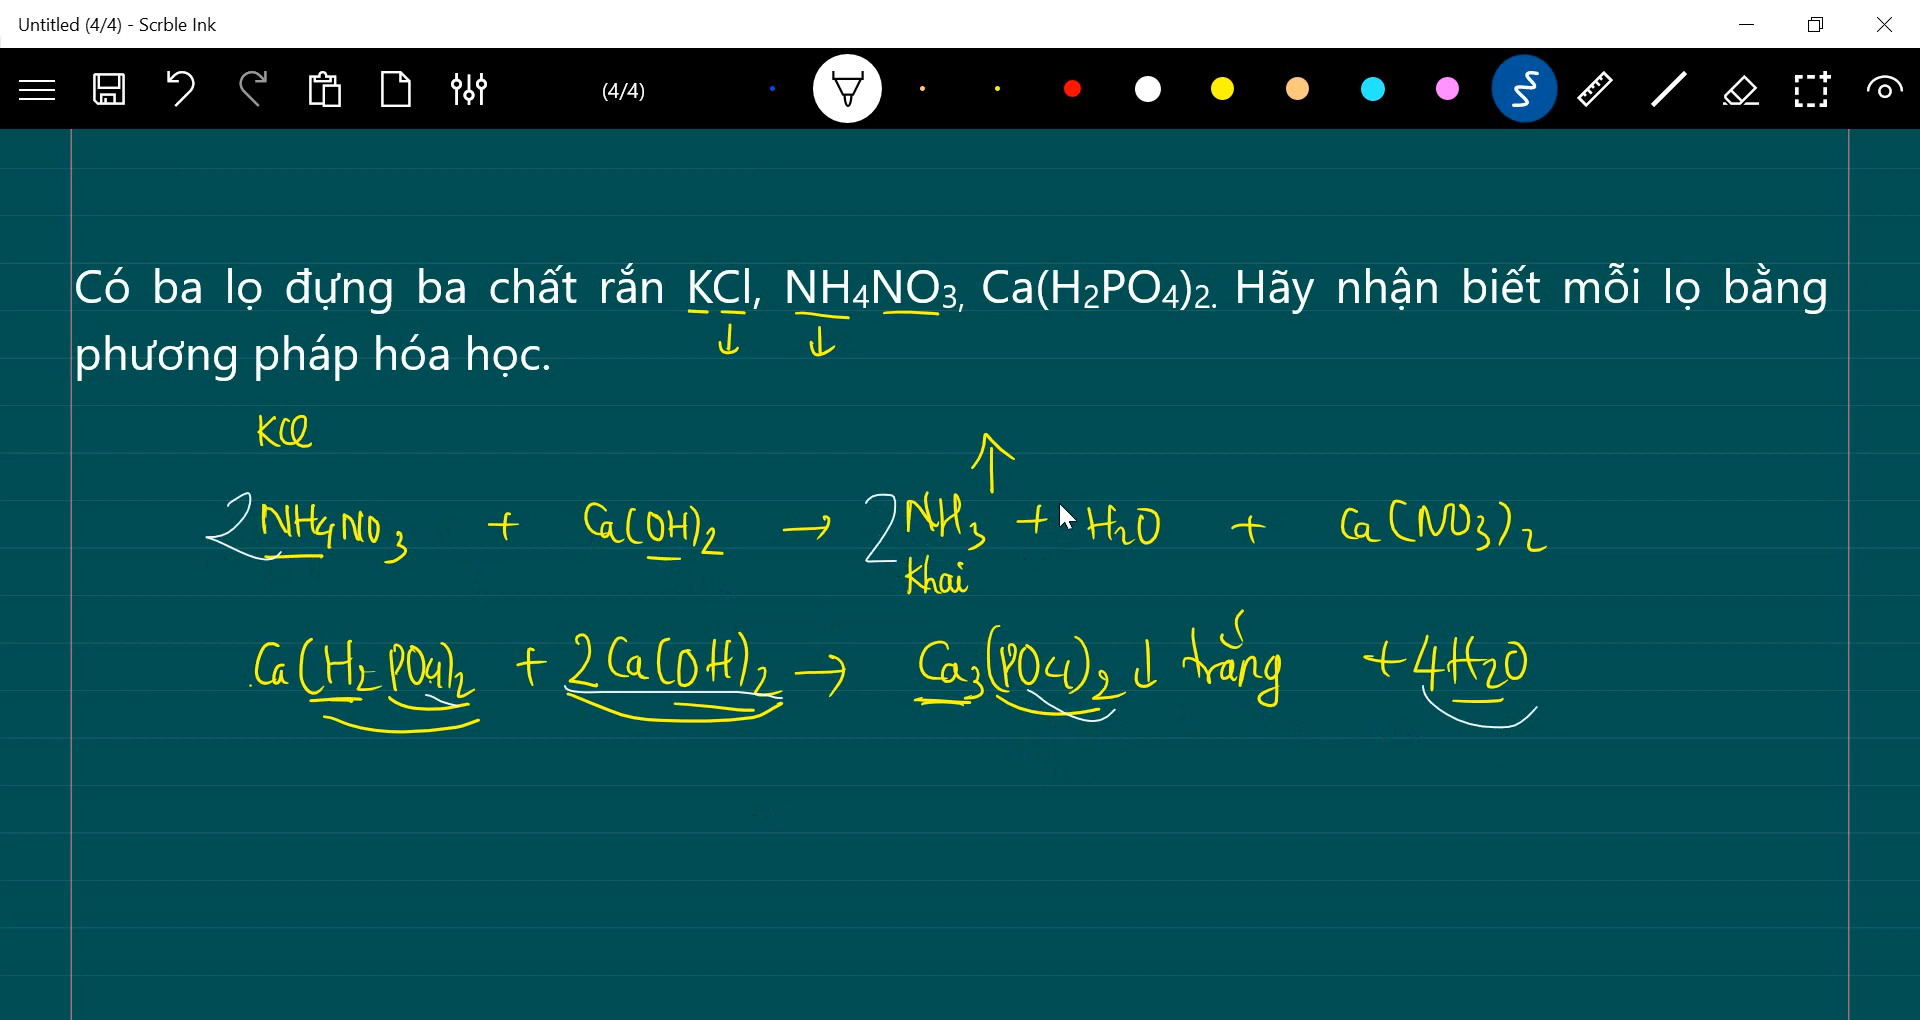 Untitled (4/4) - Scrble Ink
(4/4)
Có ba lọ đựng ba chất rắn KCl, NH4NO3, Ca(H2PO4)2. Hãy nhận biết mỗi lọ bằng
phương pháp hóa học.
KCl
2NH4NO3 + Ca(OH)2 → 2NH3 ↑ + H2O + Ca(NO3)2
Khai
Ca(H2PO4)2 + 2Ca(OH)2 → Ca3(PO4)2 ↓ trắng + 4H2O